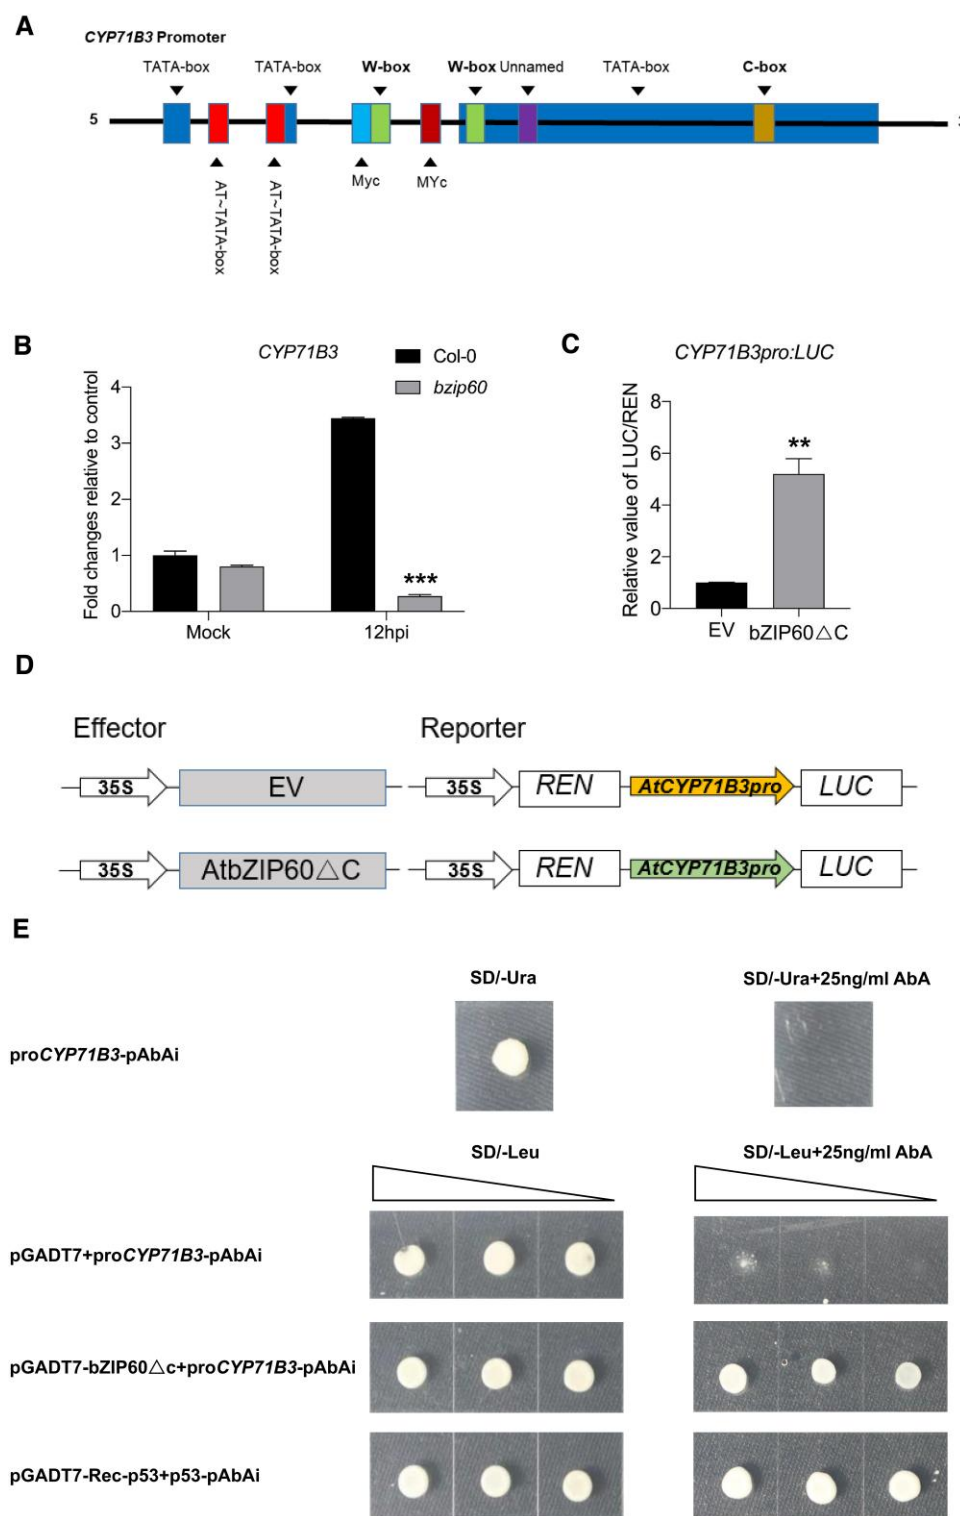 A
CYP71B3 Promoter
TATA-box TATA-box W-box W-box Unnamed TATA-box C-box
5
AT~TATA-box AT~TATA-box Myc MYc
B
CYP71B3
Col-0
bzip60
Fold changes relative to control
4
3
2
1
0
***
Mock 12hpi
C
CYP71B3pro:LUC
Relative value of LUC/REN
8
6
4
2
0
**
EV bZIP60△C
D
Effector Reporter
35S EV 35S REN AtCYP71B3pro LUC
35S AtbZIP60△C 35S REN AtCYP71B3pro LUC
E
SD/-Ura SD/-Ura+25ng/ml AbA
proCYP71B3-pAbAi
SD/-Leu SD/-Leu+25ng/ml AbA
pGADT7+proCYP71B3-pAbAi
pGADT7-bZIP60△c+proCYP71B3-pAbAi
pGADT7-Rec-p53+p53-pAbAi